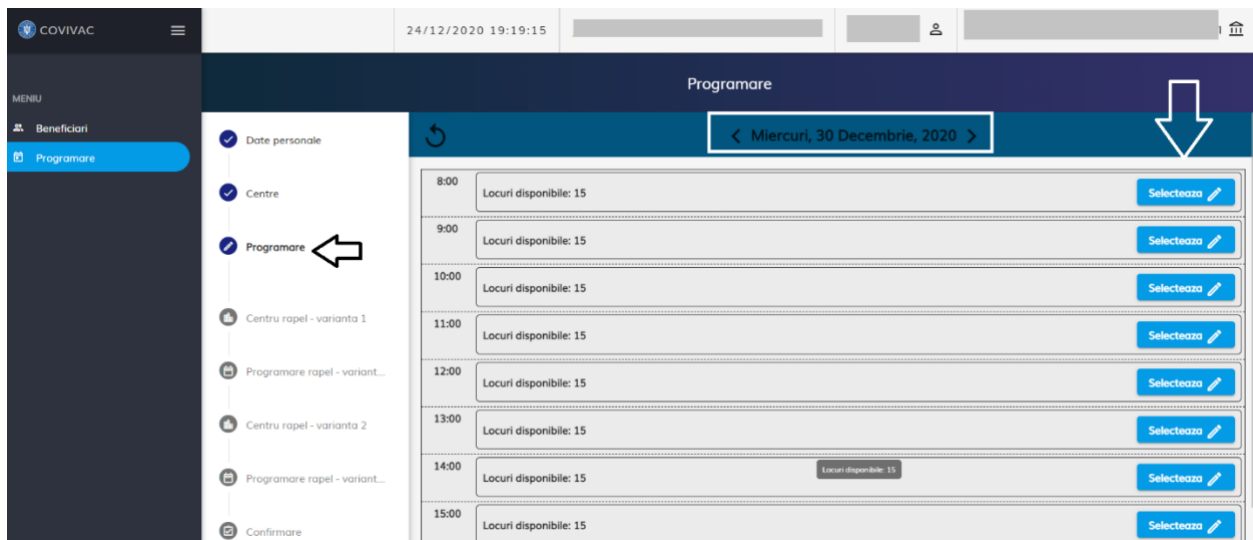 COVIVAC
24/12/2020 19:19:15
MENIU
Beneficiari
Programare
Programare
Date personale
Centre
Programare
Centru rapel - varianta 1
Programare rapel - variant...
Centru rapel - varianta 2
Programare rapel - variant...
Confirmare
Miercuri, 30 Decembrie, 2020
8:00 Locuri disponibile: 15 Selecteaza
9:00 Locuri disponibile: 15 Selecteaza
10:00 Locuri disponibile: 15 Selecteaza
11:00 Locuri disponibile: 15 Selecteaza
12:00 Locuri disponibile: 15 Selecteaza
13:00 Locuri disponibile: 15 Selecteaza
14:00 Locuri disponibile: 15 Locuri disponibile: 15 Selecteaza
15:00 Locuri disponibile: 15 Selecteaza